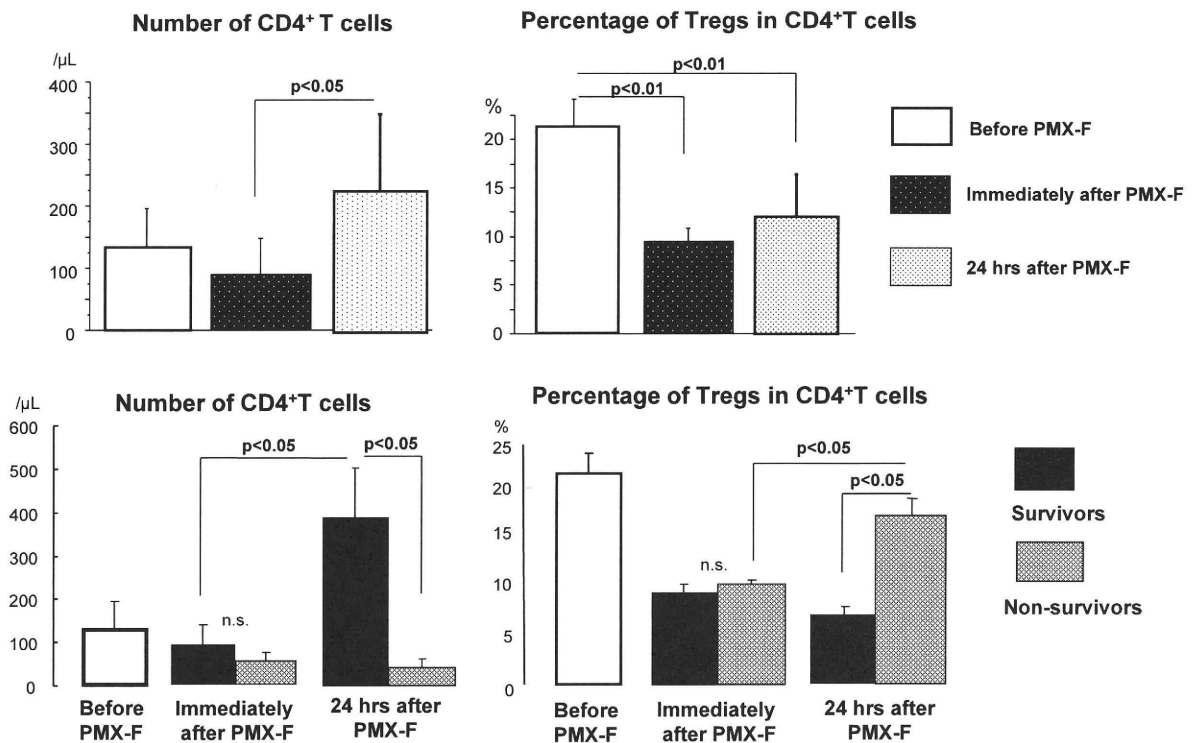 Number of CD4+ T cells
/µL
400
300
200
100
0
p<0.05
Percentage of Tregs in CD4+T cells
%
20
15
10
5
0
p<0.01
p<0.01
Before PMX-F
Immediately after PMX-F
24 hrs after PMX-F
Number of CD4+T cells
/µL
600
500
400
300
200
100
0
p<0.05
p<0.05
n.s.
Before
PMX-F
Immediately
after PMX-F
24 hrs after
PMX-F
Percentage of Tregs in CD4+T cells
%
25
20
15
10
5
0
p<0.05
p<0.05
n.s.
Before
PMX-F
Immediately
after PMX-F
24 hrs after
PMX-F
Survivors
Non-survivors